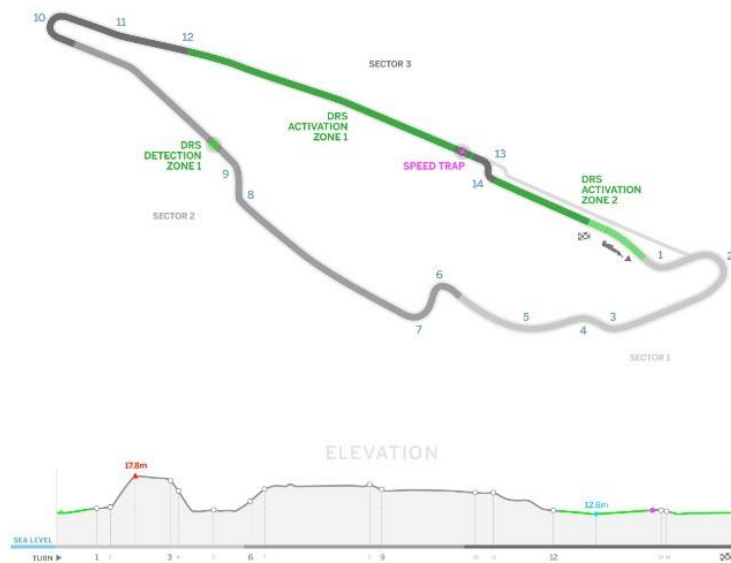 10
11
12
SECTOR 3
DRS
ACTIVATION
ZONE 1
DRS
DETECTION
ZONE 1
9
8
SECTOR 2
SPEED TRAP
13
14
DRS
ACTIVATION
ZONE 2
1
2
6
7
5
4
3
SECTOR 1
ELEVATION
17.8m
12.6m
SEA LEVEL
TURN 1 3 6 9 12